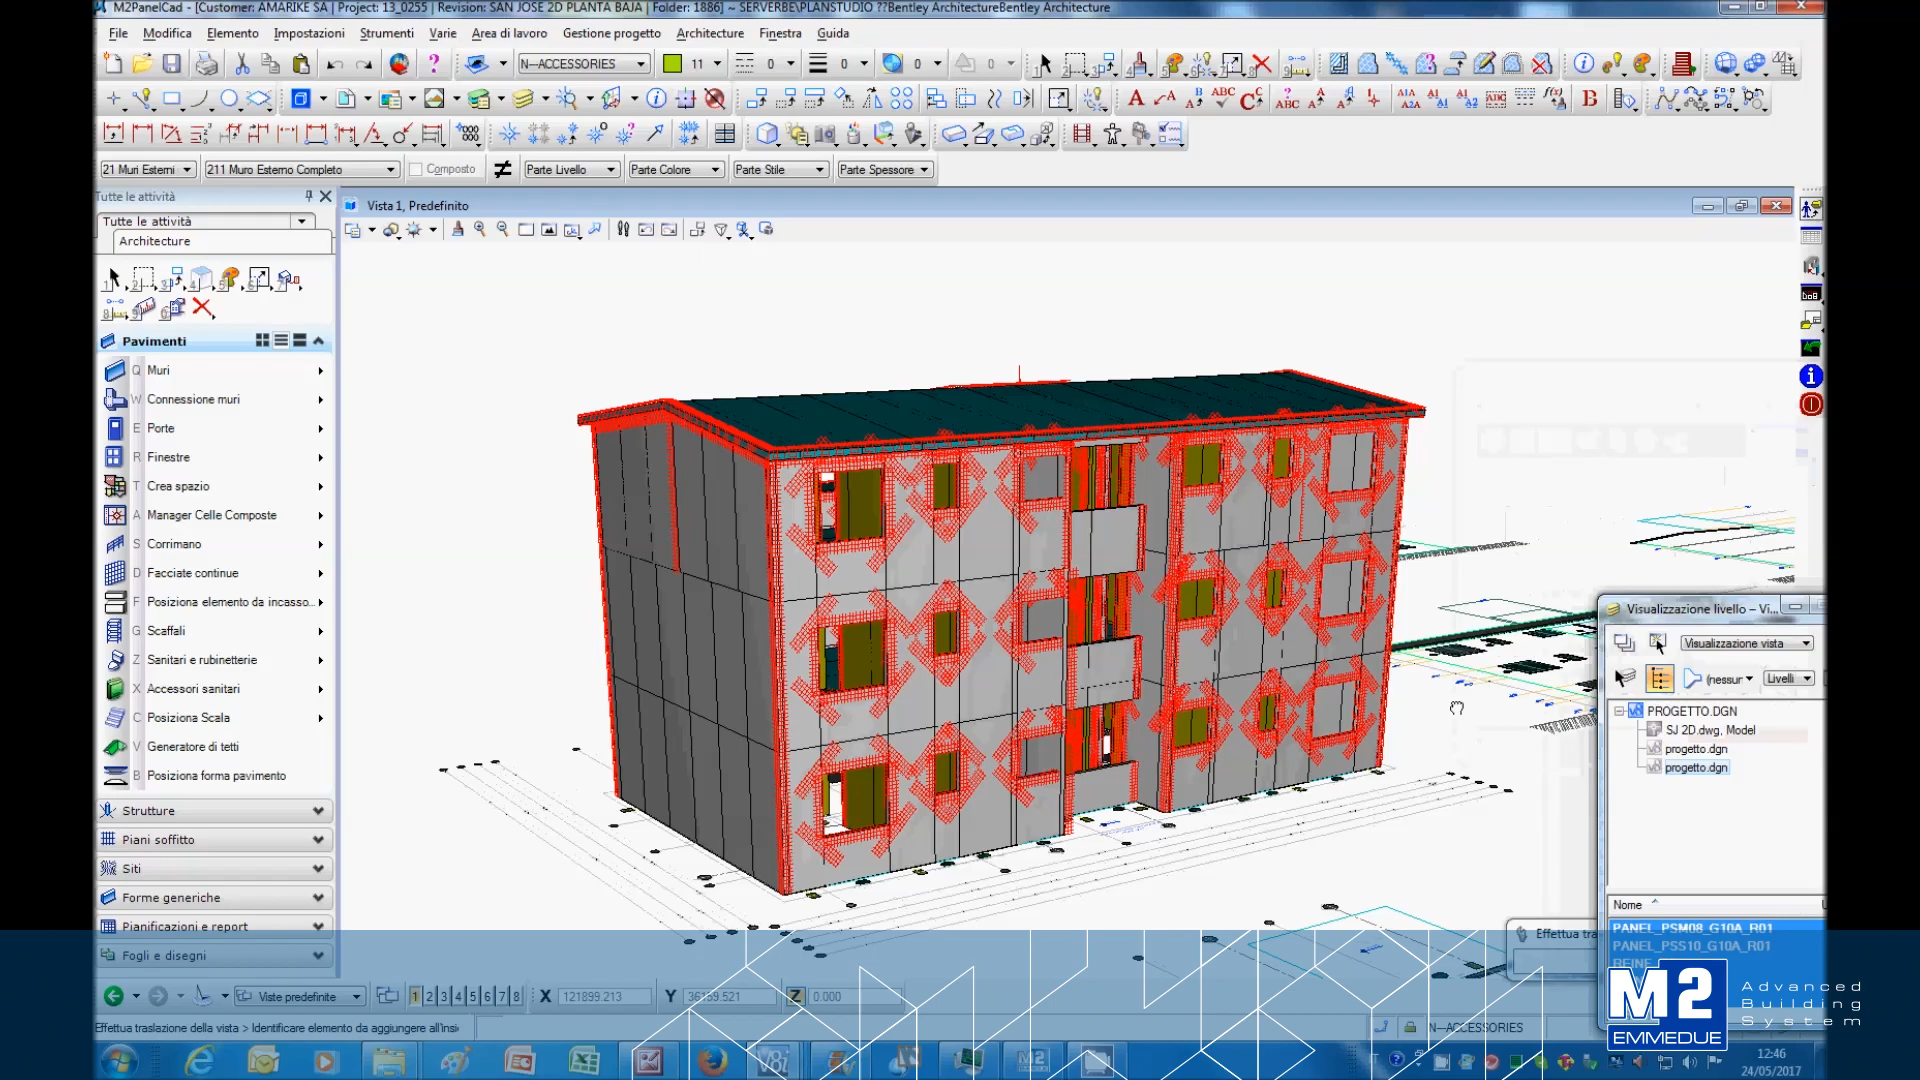 M2PanelCad - [Customer: AMARIKE SA | Project: 13_0255 | Revision: SAN JOSE 2D PLANTA BAJA | Folder: 1886] ~ SERVERBE\PLANSTUDIO ??Bentley ArchitectureBentley Architecture
File Modifica Elemento Impostazioni Strumenti Varie Area di lavoro Gestione progetto Architecture Finestra Guida
N--ACCESSORIES 11 0 0 0 0
21 Muri Esterni 211 Muro Esterno Completo Composto Parte Livello Parte Colore Parte Stile Parte Spessore
Tutte le attività
Tutte le attività
Architecture
Vista 1, Predefinito
Pavimenti
Q Muri
W Connessione muri
E Porte
R Finestre
T Crea spazio
A Manager Celle Composte
S Corrimano
D Facciate continue
F Posiziona elemento da incasso...
G Scaffali
Z Sanitari e rubinetterie
X Accessori sanitari
C Posiziona Scala
V Generatore di tetti
B Posiziona forma pavimento
Strutture
Piani soffitto
Siti
Forme generiche
Pianificazioni e report
Fogli e disegni
Visualizzazione livello – Vi...
Visualizzazione vista
(nessur Livelli
PROGETTO.DGN
SJ 2D.dwg, Model
progetto.dgn
progetto.dgn
Nome
PANEL_PSM08_G10A_R01
PANEL_PSS10_G10A_R01
Effettua tra
Viste predefinite 1 2 3 4 5 6 7 8 X 121899.213 Y 36159.521 Z 0.000
Effettua traslazione della vista > Identificare elemento da aggiungere all'insi
N--ACCESSORIES
M2
EMMEDUE
Advanced
Building
System
12:46
24/05/2017